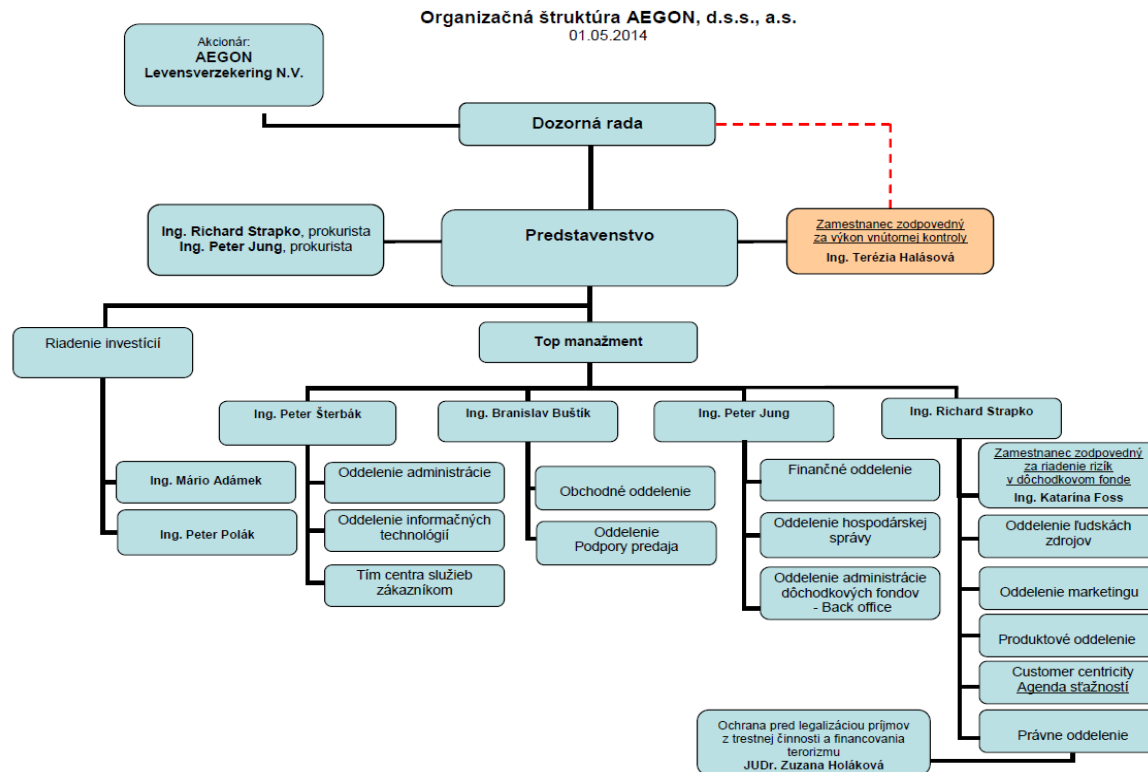 Organizačná štruktúra AEGON, d.s.s., a.s.
01.05.2014
Akcionár:
AEGON
Levensverzekering N.V.
Dozorná rada
Ing. Richard Strapko, prokurista
Ing. Peter Jung, prokurista
Predstavenstvo
Zamestnanec zodpovedný
za výkon vnútornej kontroly
Ing. Terézia Halásová
Riadenie investícií
Top manažment
Ing. Mário Adámek
Ing. Peter Polák
Ing. Peter Šterbák
Oddelenie administrácie
Oddelenie informačných
technológií
Tím centra služieb
zákazníkom
Ing. Branislav Buštík
Obchodné oddelenie
Oddelenie
Podpory predaja
Ing. Peter Jung
Finančné oddelenie
Oddelenie hospodárskej
správy
Oddelenie administrácie
dôchodkových fondov
- Back office
Ing. Richard Strapko
Zamestnanec zodpovedný
za riadenie rizík
v dôchodkovom fonde
Ing. Katarína Foss
Oddelenie ľudských
zdrojov
Oddelenie marketingu
Produktové oddelenie
Customer centricity
Agenda sťažností
Právne oddelenie
Ochrana pred legalizáciou príjmov
z trestnej činnosti a financovania
terorizmu
JUDr. Zuzana Holáková